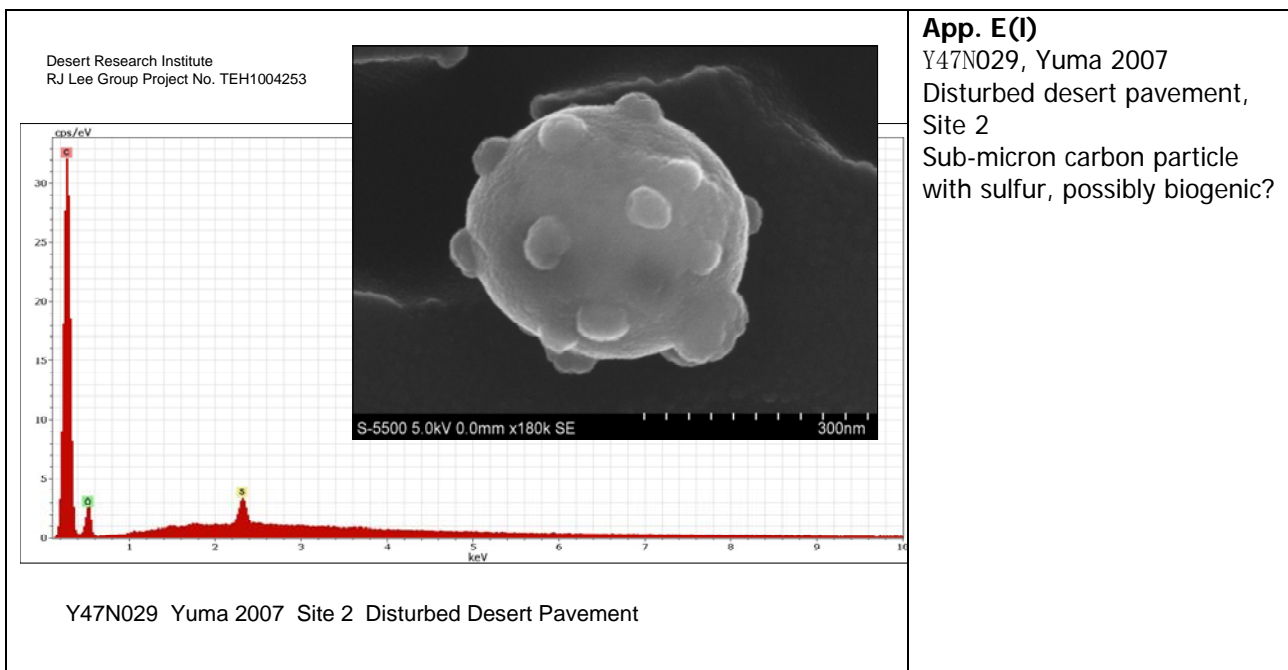 Desert Research Institute
RJ Lee Group Project No. TEH1004253
cps/eV
C
30
25
20
15
10
5
0
O
S
1 2 3 4 5 6 7 8 9 10
keV
S-5500 5.0kV 0.0mm x180k SE 300nm
Y47N029 Yuma 2007 Site 2 Disturbed Desert Pavement
App. E(I)
Y47N029, Yuma 2007
Disturbed desert pavement,
Site 2
Sub-micron carbon particle
with sulfur, possibly biogenic?